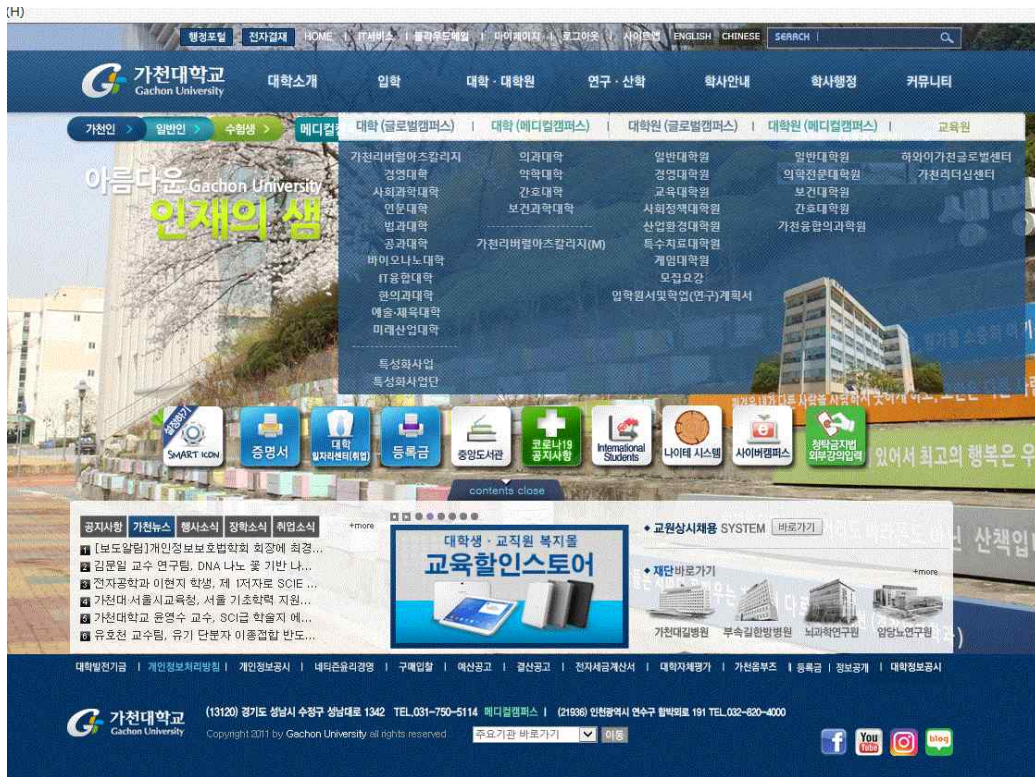 (H)
행정포털 전자결재 HOME | IT서비스 | 클라우드메일 | 마이페이지 | 로그아웃 | 사이트맵 ENGLISH CHINESE SEARCH |
가천대학교
Gachon University
대학소개 입학 대학 · 대학원 연구 · 산학 학사안내 학사행정 커뮤니티
가천인 > 일반인 > 수험생 > 메디컬
대학 (글로벌캠퍼스) | 대학 (메디컬캠퍼스) | 대학원 (글로벌캠퍼스) | 대학원 (메디컬캠퍼스) | 교육원
아름다운 Gachon University
인재의 샘
가천리버럴아츠칼리지
경영대학
사회과학대학
인문대학
법과대학
공과대학
바이오나노대학
IT융합대학
한의과대학
예술·체육대학
미래산업대학
특성화사업
특성화사업단
의과대학
약학대학
간호대학
보건과학대학
가천리버럴아츠칼리지(M)
일반대학원
경영대학원
교육대학원
사회정책대학원
산업환경대학원
특수치료대학원
게임대학원
모집요강
입학원서및학업(연구)계획서
일반대학원
의학전문대학원
보건대학원
간호대학원
가천융합의과학원
하와이가천글로벌센터
가천리더십센터
생명
있어서 최고의 행복은 우
산책입
설정하기
SMART ICON
증명서
대학
일자리센터(취업)
등록금
중앙도서관
코로나19
공지사항
International
Students
나이테 시스템
사이버캠퍼스
청탁금지법
외부강의입력
contents close
공지사항 가천뉴스 행사소식 장학소식 취업소식 +more
1 [보도알림]개인정보보호법학회 회장에 최경...
2 김문일 교수 연구팀, DNA 나노 꽃 기반 나...
3 전자공학과 이현지 학생, 제 1저자로 SCIE ...
4 가천대·서울시교육청, 서울 기초학력 지원...
5 가천대학교 윤영수 교수, SCI급 학술지 에...
6 유호천 교수팀, 유기 단분자 이종접합 반도...
대학생 · 교직원 복지몰
교육할인스토어
교원상시채용 SYSTEM 바로가기
재단바로가기 +more
가천대길병원 부속길한방병원 뇌과학연구원 암당뇨연구원
대학발전기금 | 개인정보처리방침 | 개인정보공시 | 네티즌윤리강령 | 구매입찰 | 예산공고 | 결산공고 | 전자세금계산서 | 대학자체평가 | 가천옴부즈 | 등록금 | 정보공개 | 대학정보공시
가천대학교
Gachon University
(13120) 경기도 성남시 수정구 성남대로 1342 TEL.031-750-5114 메디컬캠퍼스 | (21936) 인천광역시 연수구 함박뫼로 191 TEL.032-820-4000
Copyright 2011 by Gachon University all rights reserved
주요기관 바로가기 이동
f
You
Tube
blog